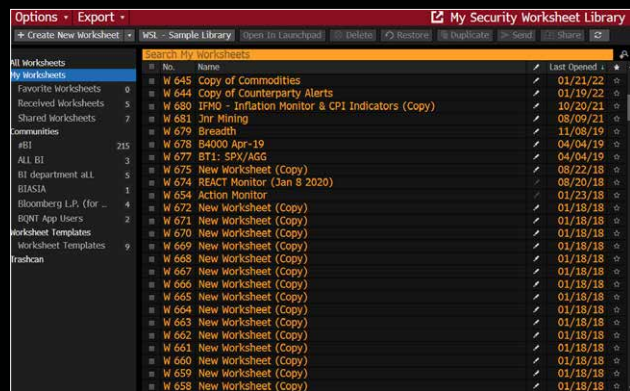 Options Export My Security Worksheet Library
+ Create New Worksheet WSL - Sample Library Open In Launchpad Delete Restore Duplicate Send Share
Search My Worksheets
All Worksheets
My Worksheets
Favorite Worksheets 0
Received Worksheets 5
Shared Worksheets 7
Communities
#BI 215
ALL BI 3
BI department aLL 5
BIASIA 1
Bloomberg L.P. (for ... 4
BQNT App Users 2
Worksheet Templates
Worksheet Templates 9
Trashcan
No. Name Last Opened ↓
W 645 Copy of Commodities 01/21/22
W 644 Copy of Counterparty Alerts 01/19/22
W 680 IFMO - Inflation Monitor & CPI Indicators (Copy) 10/20/21
W 681 Jnr Mining 08/09/21
W 679 Breadth 11/08/19
W 678 B4000 Apr-19 04/04/19
W 677 BT1: SPX/AGG 04/04/19
W 675 New Worksheet (Copy) 08/22/18
W 674 REACT Monitor (Jan 8 2020) 08/20/18
W 654 Action Monitor 01/23/18
W 672 New Worksheet (Copy) 01/18/18
W 671 New Worksheet (Copy) 01/18/18
W 670 New Worksheet (Copy) 01/18/18
W 669 New Worksheet (Copy) 01/18/18
W 668 New Worksheet (Copy) 01/18/18
W 667 New Worksheet (Copy) 01/18/18
W 666 New Worksheet (Copy) 01/18/18
W 665 New Worksheet (Copy) 01/18/18
W 664 New Worksheet (Copy) 01/18/18
W 663 New Worksheet (Copy) 01/18/18
W 662 New Worksheet (Copy) 01/18/18
W 661 New Worksheet (Copy) 01/18/18
W 660 New Worksheet (Copy) 01/18/18
W 659 New Worksheet (Copy) 01/18/18
W 658 New Worksheet (Copy) 01/18/18